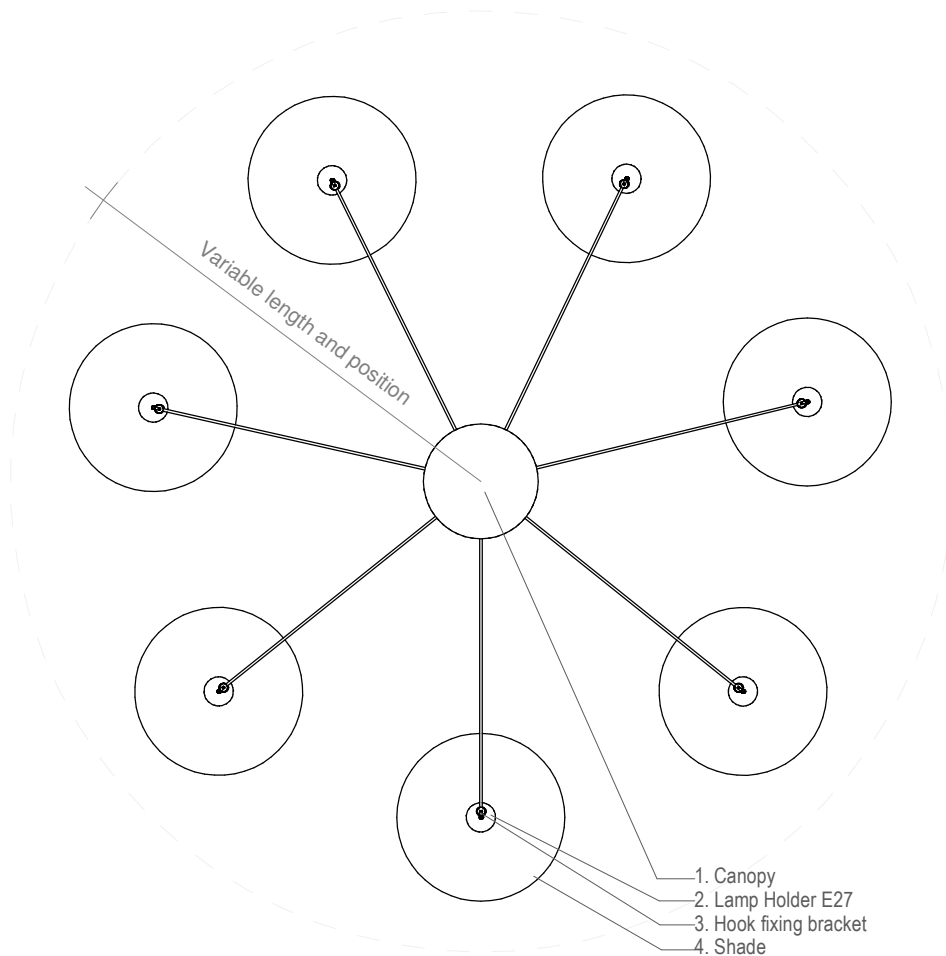 Variable length and position
1. Canopy
2. Lamp Holder E27
3. Hook fixing bracket
4. Shade